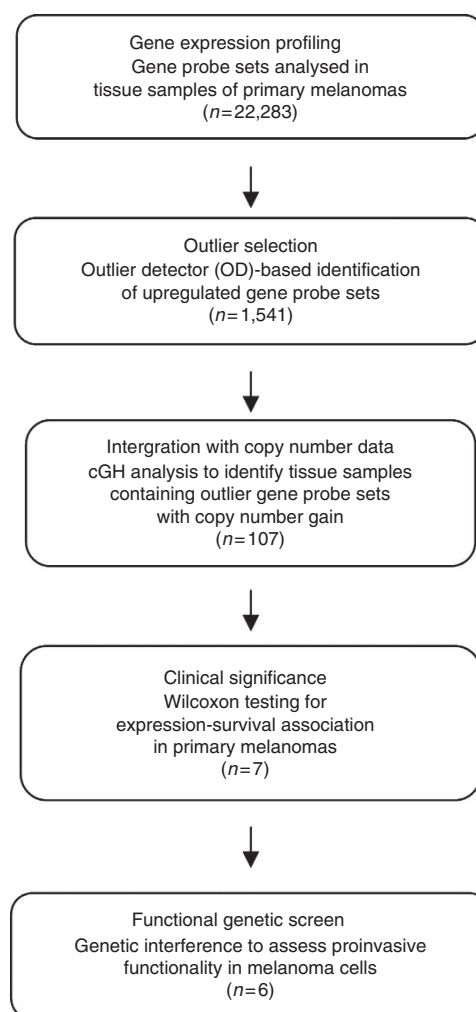 Gene expression profiling
Gene probe sets analysed in
tissue samples of primary melanomas
(n=22,283)
Outlier selection
Outlier detector (OD)-based identification
of upregulated gene probe sets
(n=1,541)
Intergration with copy number data
cGH analysis to identify tissue samples
containing outlier gene probe sets
with copy number gain
(n=107)
Clinical significance
Wilcoxon testing for
expression-survival association
in primary melanomas
(n=7)
Functional genetic screen
Genetic interference to assess proinvasive
functionality in melanoma cells
(n=6)